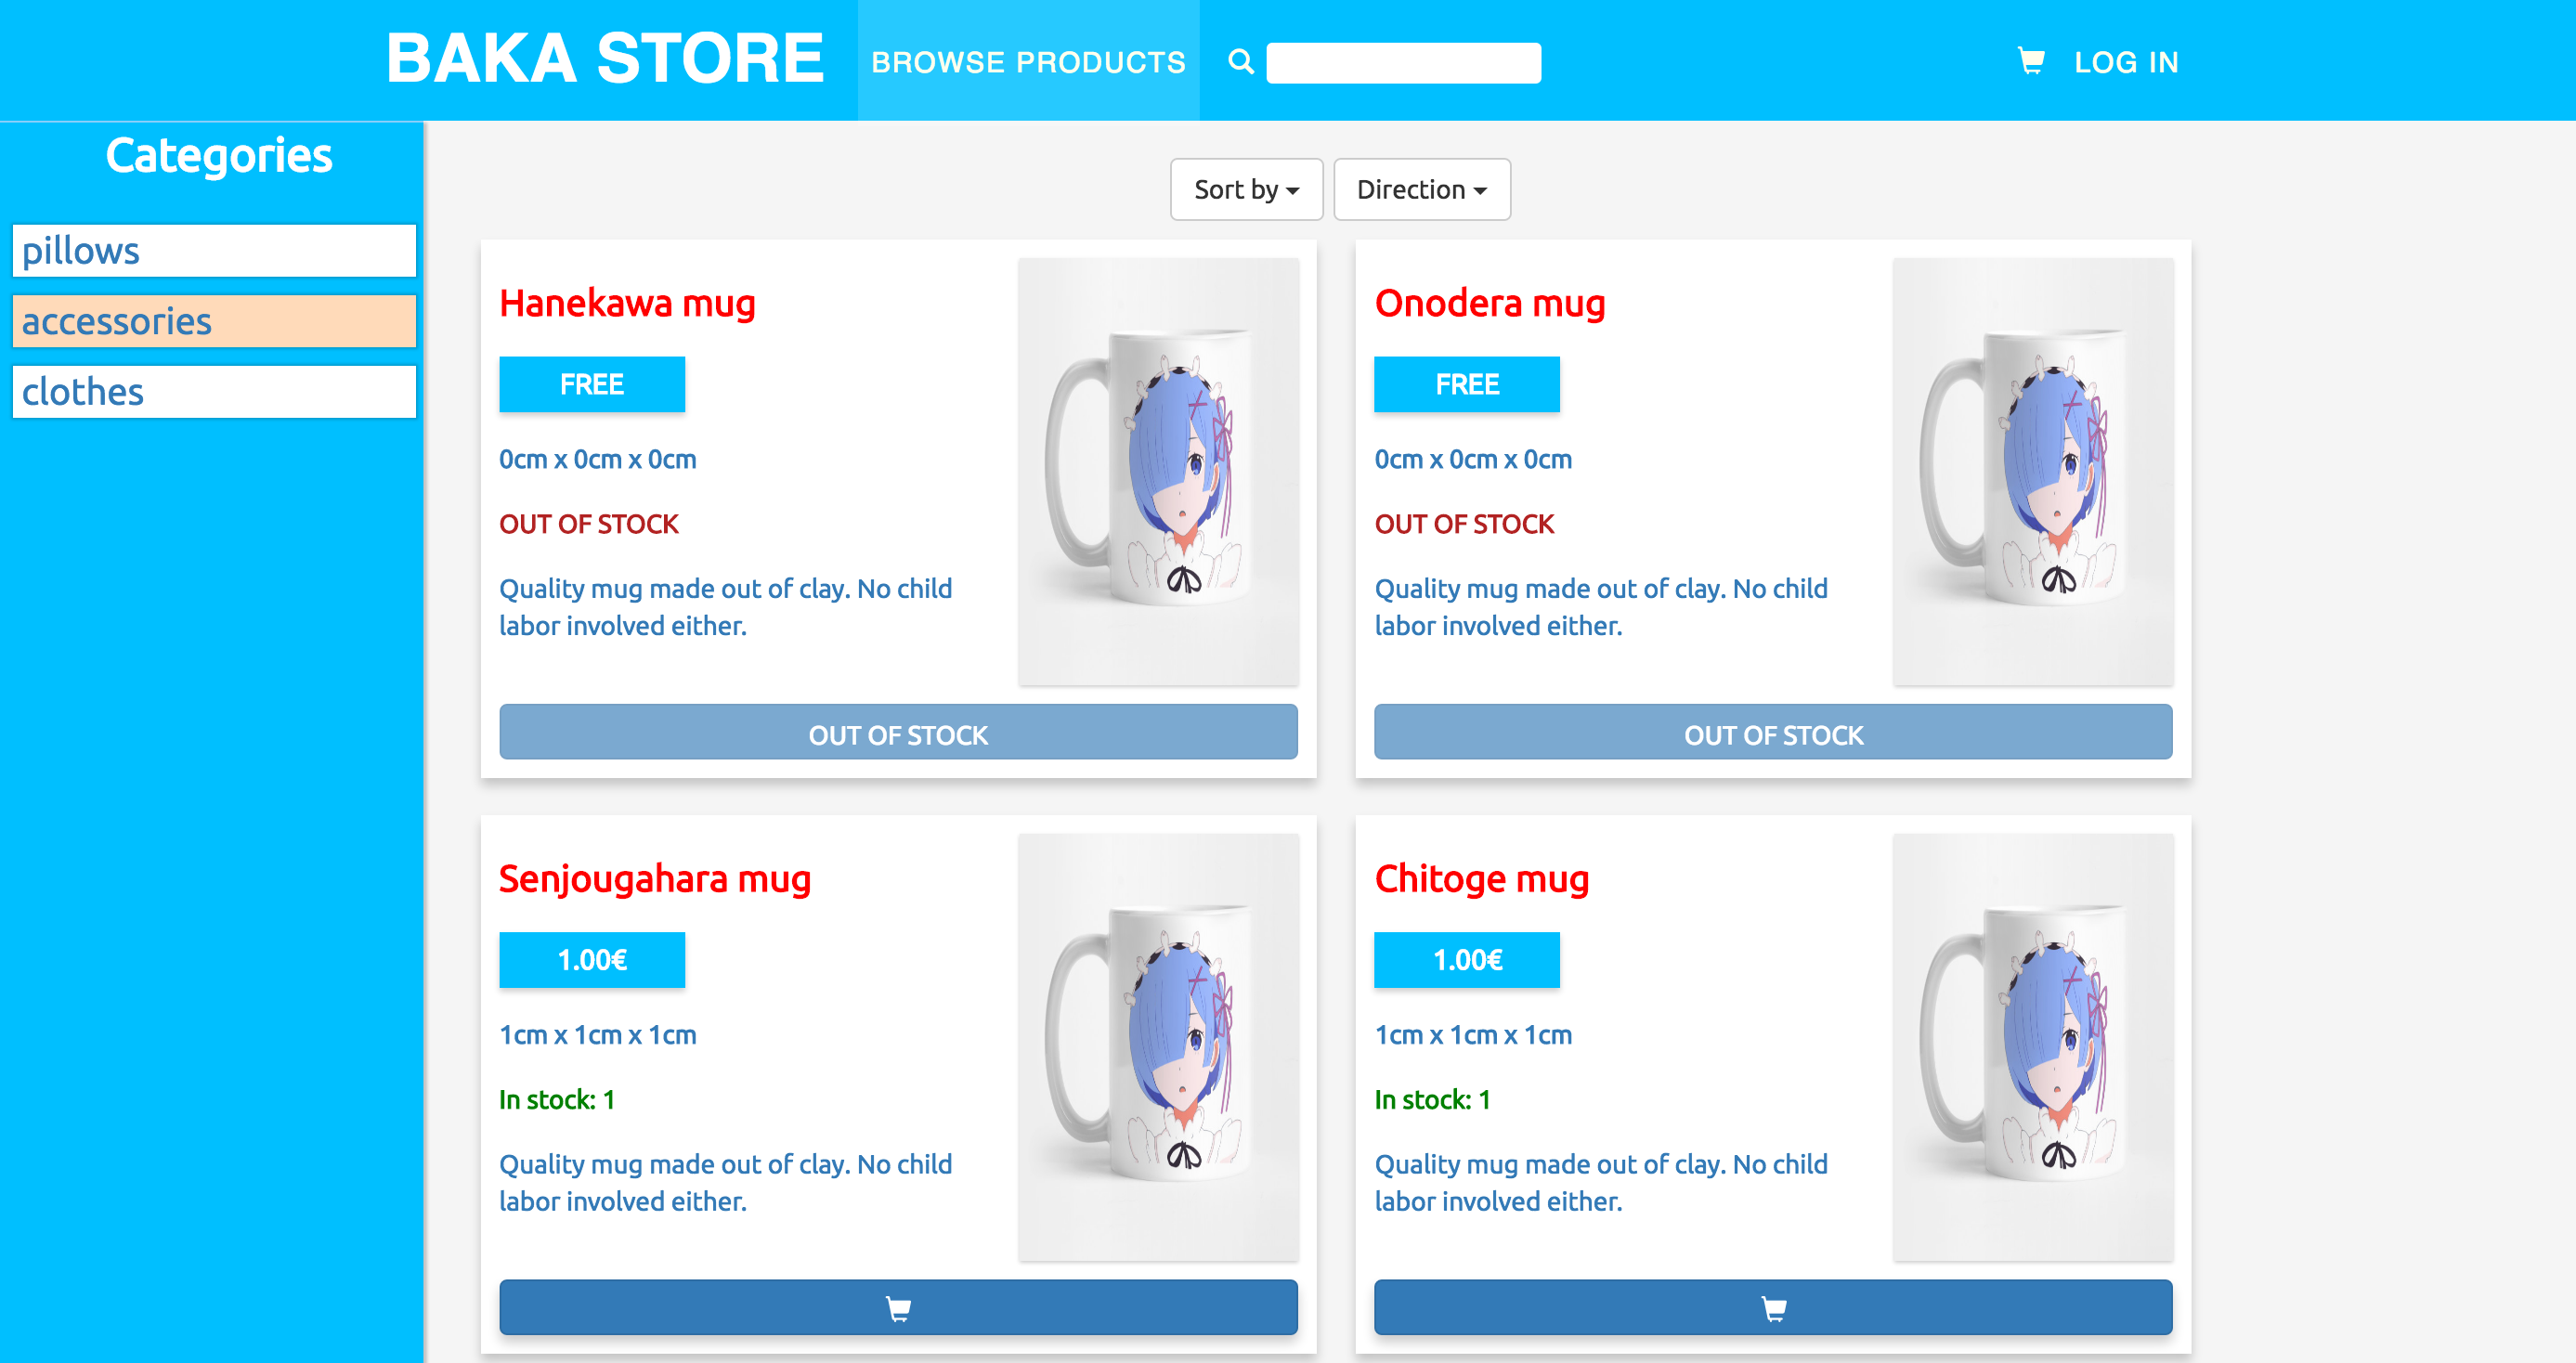 BAKA STORE
BROWSE PRODUCTS
LOG IN
Categories
pillows
accessories
clothes
Sort by
Direction
Hanekawa mug
FREE
0cm x 0cm x 0cm
OUT OF STOCK
Quality mug made out of clay. No child
labor involved either.
OUT OF STOCK
Onodera mug
FREE
0cm x 0cm x 0cm
OUT OF STOCK
Quality mug made out of clay. No child
labor involved either.
OUT OF STOCK
Senjougahara mug
1.00€
1cm x 1cm x 1cm
In stock: 1
Quality mug made out of clay. No child
labor involved either.
Chitoge mug
1.00€
1cm x 1cm x 1cm
In stock: 1
Quality mug made out of clay. No child
labor involved either.